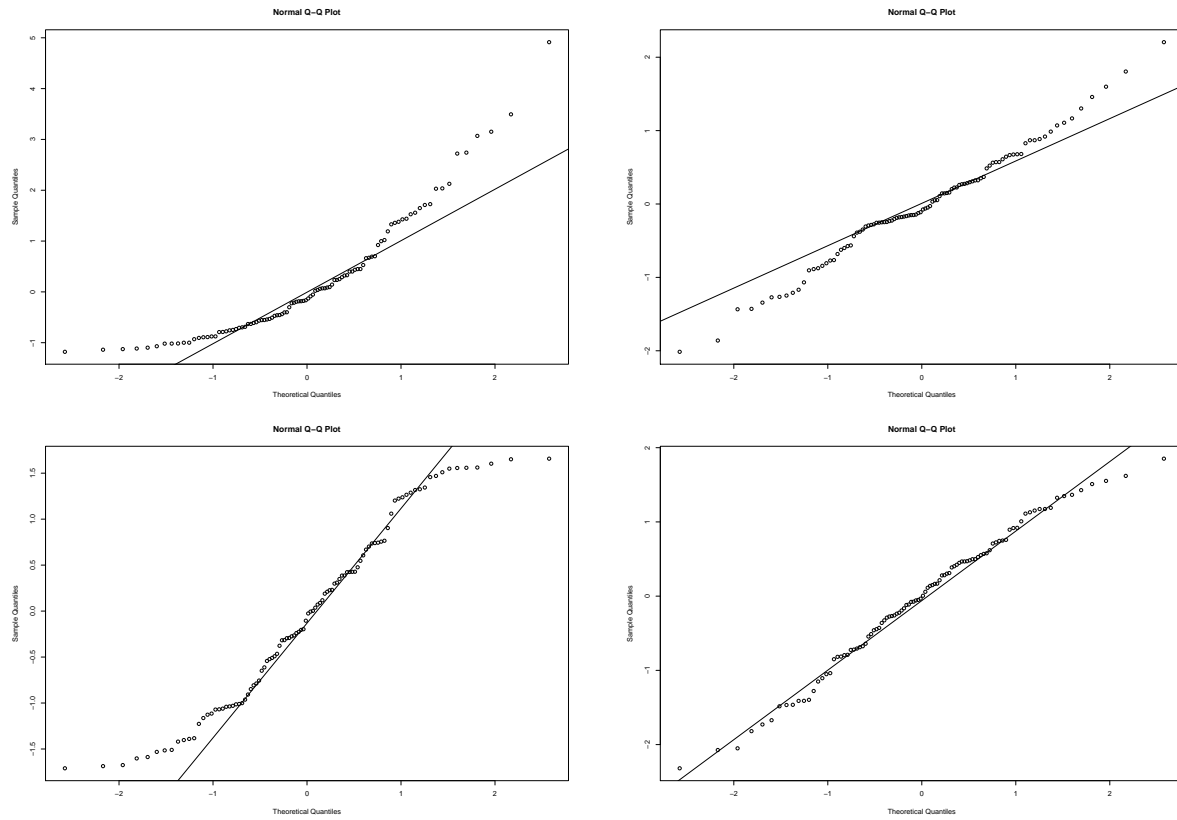 Normal Q−Q Plot
5
4
3
2
1
0
−1
Sample Quantiles
−2 −1 0 1 2
Theoretical Quantiles
Normal Q−Q Plot
2
1
0
−1
−2
Sample Quantiles
−2 −1 0 1 2
Theoretical Quantiles
Normal Q−Q Plot
1.5
1.0
0.5
0.0
−0.5
−1.0
−1.5
Sample Quantiles
−2 −1 0 1 2
Theoretical Quantiles
Normal Q−Q Plot
2
1
0
−1
−2
Sample Quantiles
−2 −1 0 1 2
Theoretical Quantiles